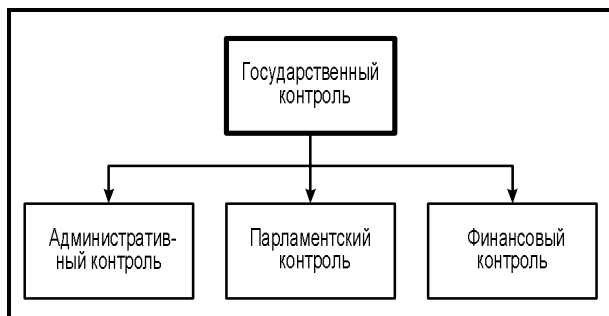 Государственный
контроль
Административ-
ный контроль
Парламентский
контроль
Финансовый
контроль